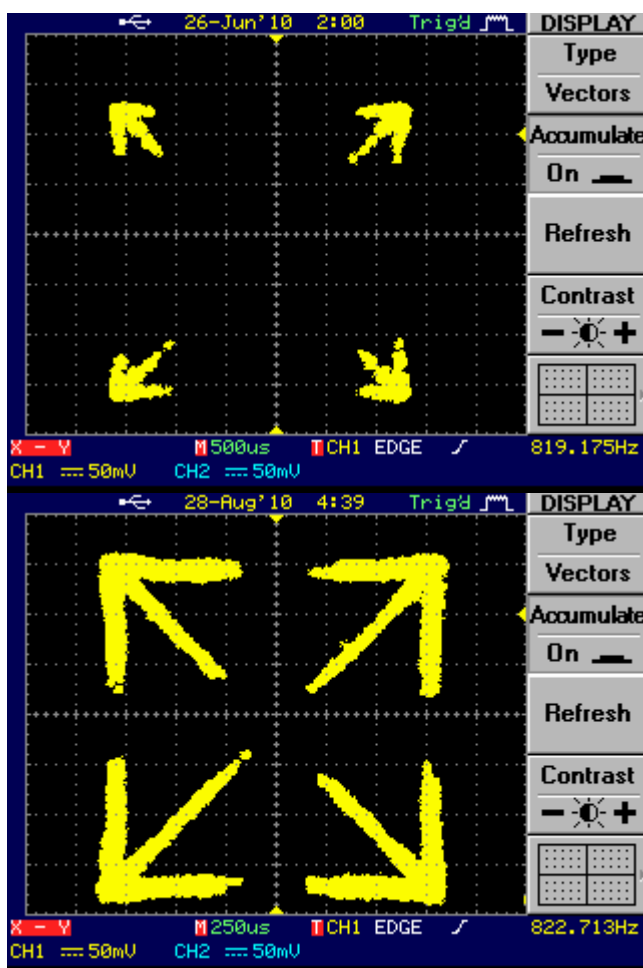 26-Jun'10 2:00 Trig'd DISPLAY
Type
Vectors
Accumulate
On
Refresh
Contrast
- +
X - Y M 500us T CH1 EDGE 819.175Hz
CH1 50mV CH2 50mV
28-Aug'10 4:39 Trig'd DISPLAY
Type
Vectors
Accumulate
On
Refresh
Contrast
- +
X - Y M 250us T CH1 EDGE 822.713Hz
CH1 50mV CH2 50mV